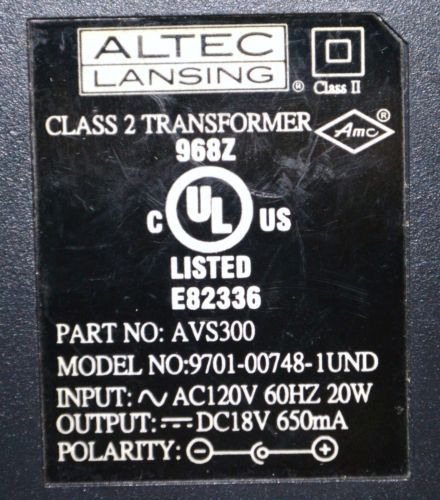 ALTEC
LANSING ®
Class II
CLASS 2 TRANSFORMER
Amc ®
968Z
C UL US
LISTED
E82336
PART NO: AVS300
MODEL NO:9701-00748-1UND
INPUT: ∿ AC120V 60HZ 20W
OUTPUT: ⎓ DC18V 650mA
POLARITY: ⊖–C–⊕